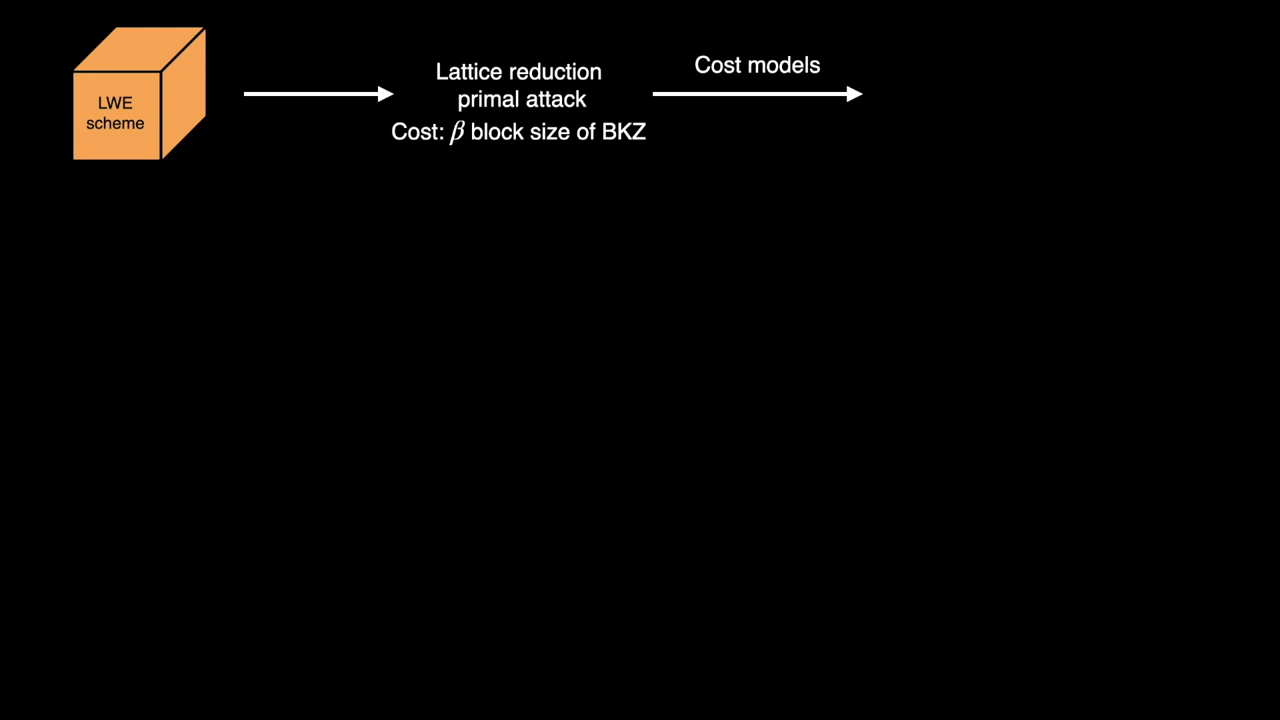 LWE
scheme
Lattice reduction
primal attack
Cost: β block size of BKZ
Cost models